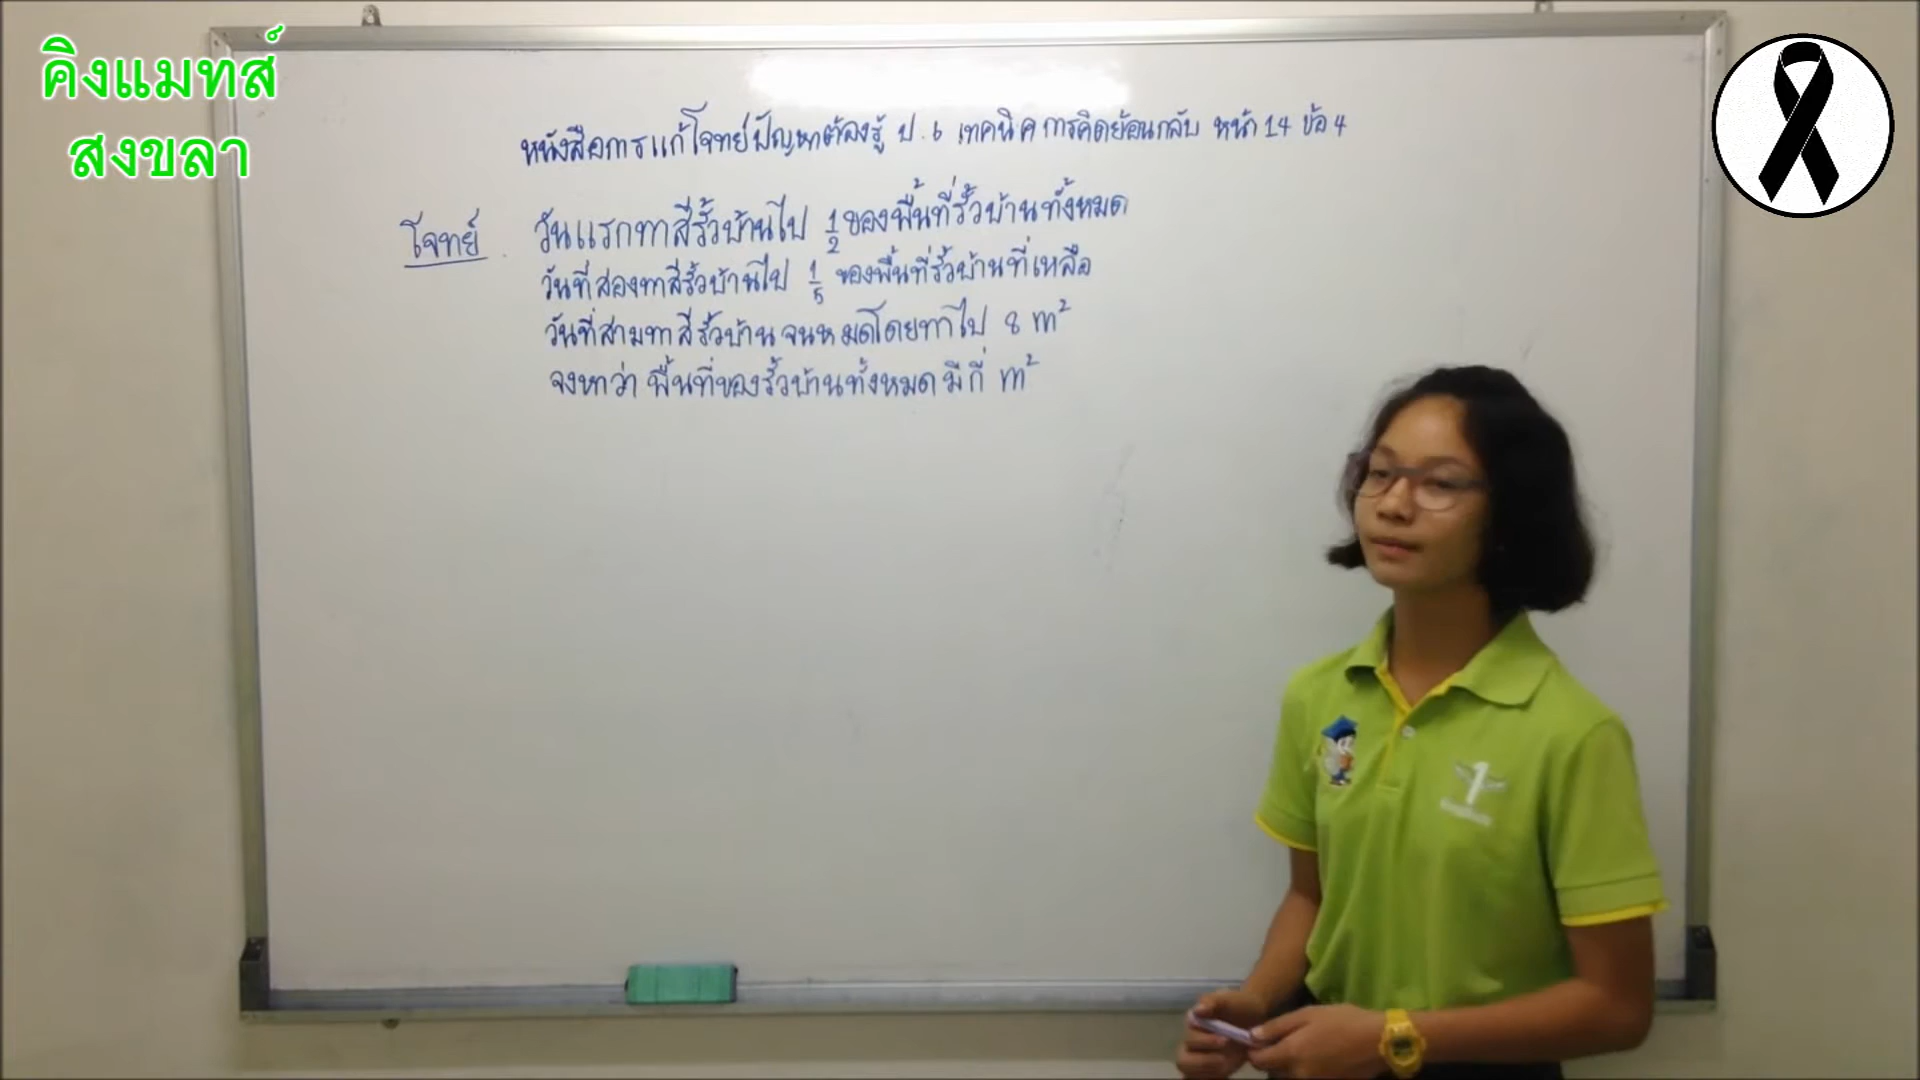 คิงแมทส์
สงขลา
หนังสือการแก้โจทย์ปัญหาต้องรู้ ป.6 เทคนิคการคิดย้อนกลับ หน้า 14 ข้อ 4
โจทย์ วันแรกทาสีรั้วบ้านไป 1/2 ของพื้นที่รั้วบ้านทั้งหมด
วันที่สองทาสีรั้วบ้านไป 1/5 ของพื้นที่รั้วบ้านที่เหลือ
วันที่สามทาสีรั้วบ้านจนหมดโดยทาไป 8 m²
จงหาว่า พื้นที่ของรั้วบ้านทั้งหมดมีกี่ m²
1